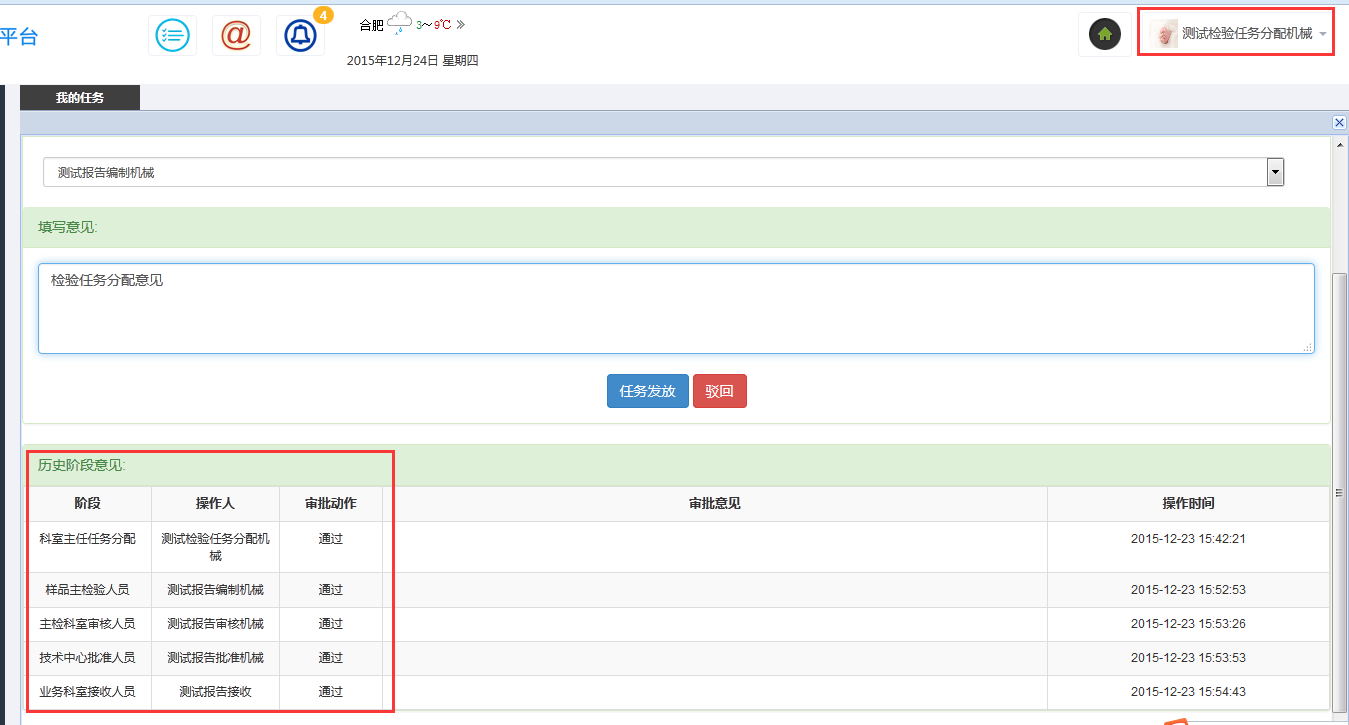 平台
4
合肥 3～9℃ »
2015年12月24日 星期四
测试检验任务分配机械
我的任务
测试报告编制机械
填写意见:
检验任务分配意见
任务发放 驳回
历史阶段意见:
阶段 操作人 审批动作 审批意见 操作时间
科室主任任务分配 测试检验任务分配机械 通过 2015-12-23 15:42:21
样品主检验人员 测试报告编制机械 通过 2015-12-23 15:52:53
主检科室审核人员 测试报告审核机械 通过 2015-12-23 15:53:26
技术中心批准人员 测试报告批准机械 通过 2015-12-23 15:53:53
业务科室接收人员 测试报告接收 通过 2015-12-23 15:54:43